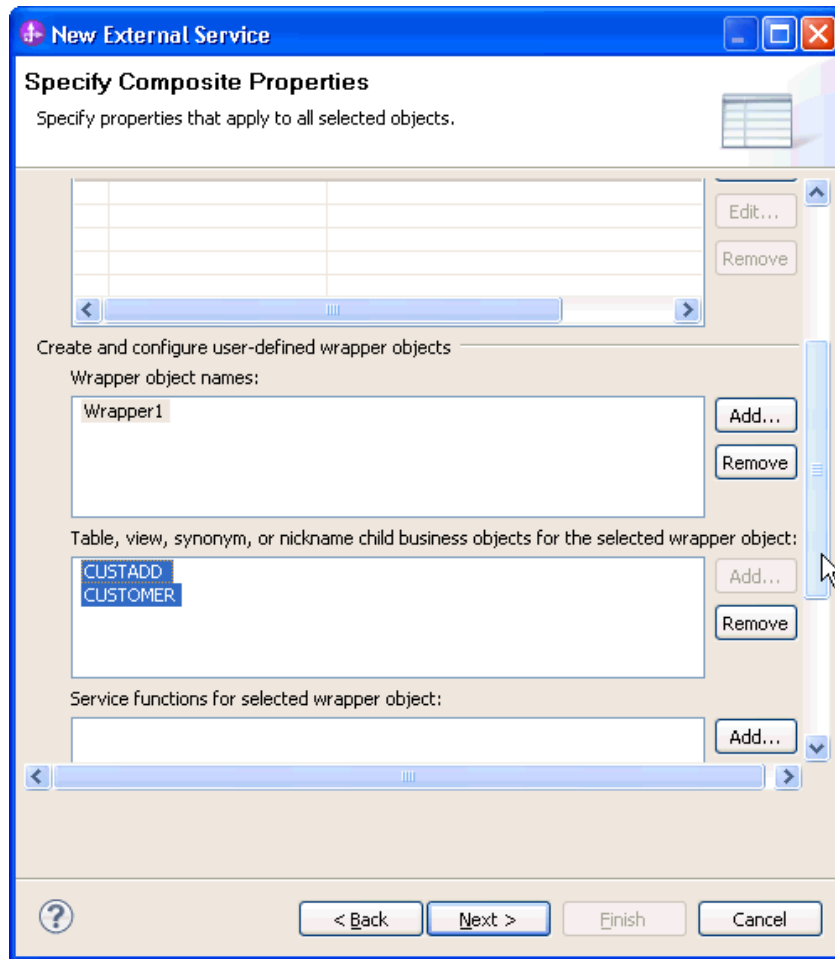 New External Service
Specify Composite Properties
Specify properties that apply to all selected objects.
Edit...
Remove
Create and configure user-defined wrapper objects
Wrapper object names:
Wrapper1
Add...
Remove
Table, view, synonym, or nickname child business objects for the selected wrapper object:
CUSTADD
Add...
CUSTOMER
Remove
Service functions for selected wrapper object:
Add...
?
< Back
Next >
Finish
Cancel